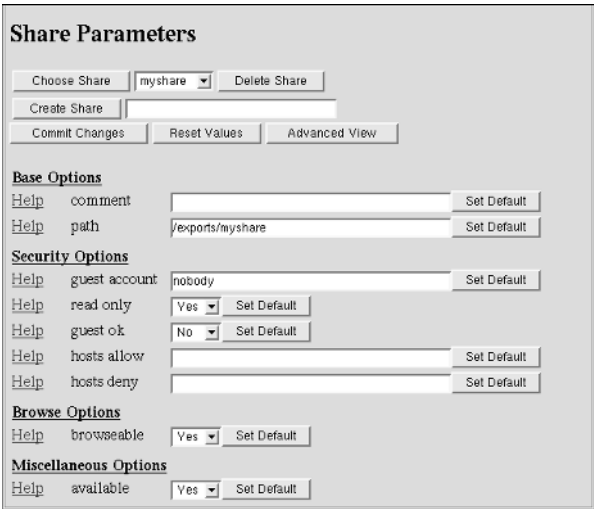 Share Parameters
Choose Share myshare Delete Share
Create Share
Commit Changes Reset Values Advanced View
Base Options
Help comment Set Default
Help path /exports/myshare Set Default
Security Options
Help guest account nobody Set Default
Help read only Yes Set Default
Help guest ok No Set Default
Help hosts allow Set Default
Help hosts deny Set Default
Browse Options
Help browseable Yes Set Default
Miscellaneous Options
Help available Yes Set Default